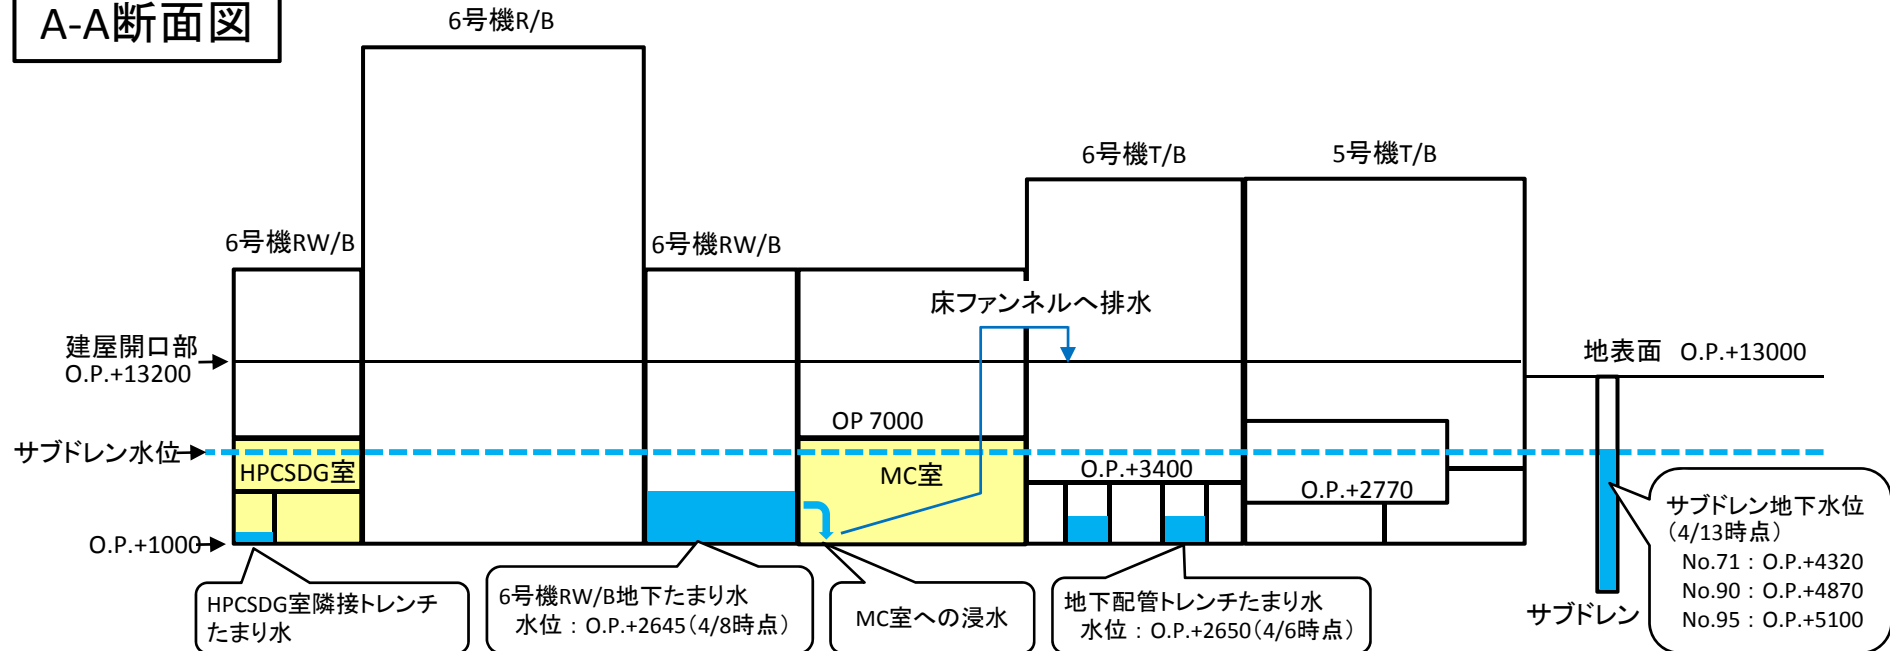 A-A断面図
6号機R/B
6号機T/B
5号機T/B
6号機RW/B
6号機RW/B
床ファンネルへ排水
建屋開口部
O.P.+13200
地表面 O.P.+13000
OP 7000
サブドレン水位
HPCSDG室
MC室
O.P.+3400
O.P.+2770
O.P.+1000
サブドレン地下水位
(4/13時点)
No.71：O.P.+4320
No.90：O.P.+4870
No.95：O.P.+5100
サブドレン
HPCSDG室隣接トレンチ
たまり水
6号機RW/B地下たまり水
水位：O.P.+2645(4/8時点)
MC室への浸水
地下配管トレンチたまり水
水位：O.P.+2650(4/6時点)